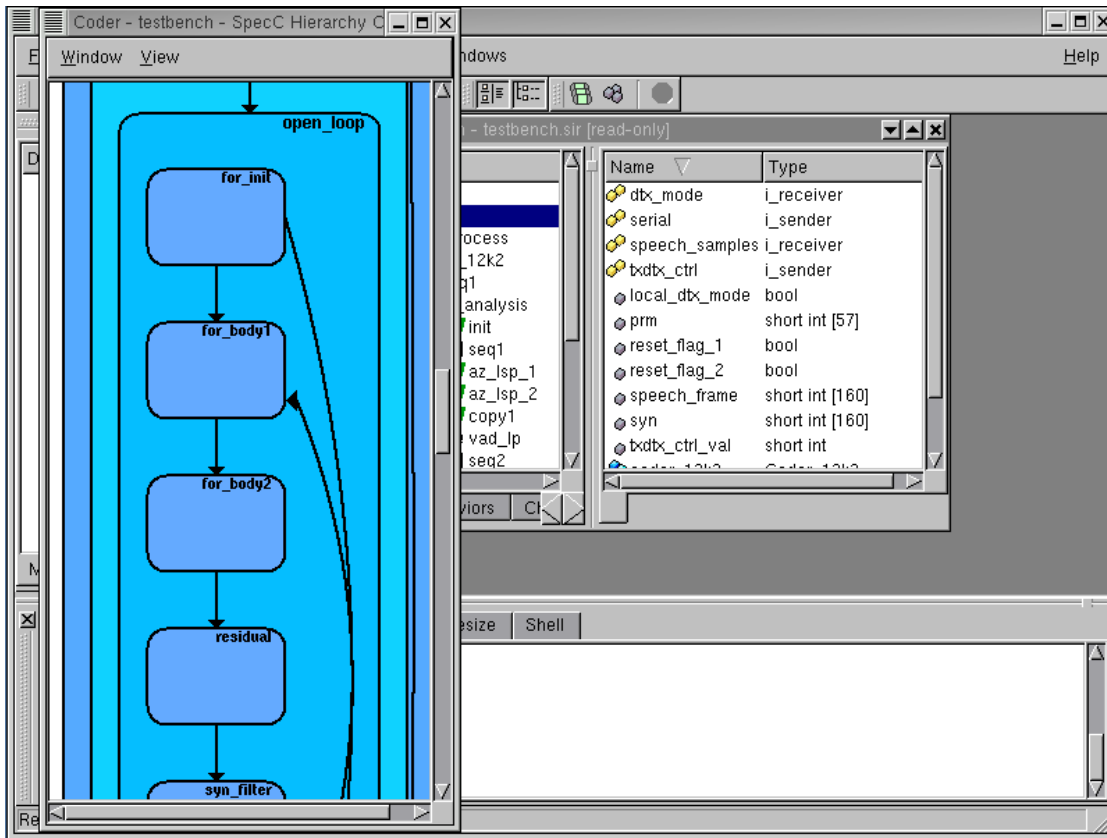 Coder - testbench - SpecC Hierarchy C
Window View
ndows
Help
open_loop
for_init
for_body1
for_body2
residual
syn_filter
- testbench.sir [read-only]
rocess
_12k2
q1
_analysis
init
seq1
az_lsp_1
az_lsp_2
copy1
vad_lp
seq2
viors
Name Type
dtx_mode i_receiver
serial i_sender
speech_samples i_receiver
txdtx_ctrl i_sender
local_dtx_mode bool
prm short int [57]
reset_flag_1 bool
reset_flag_2 bool
speech_frame short int [160]
syn short int [160]
txdtx_ctrl_val short int
esize Shell
Re